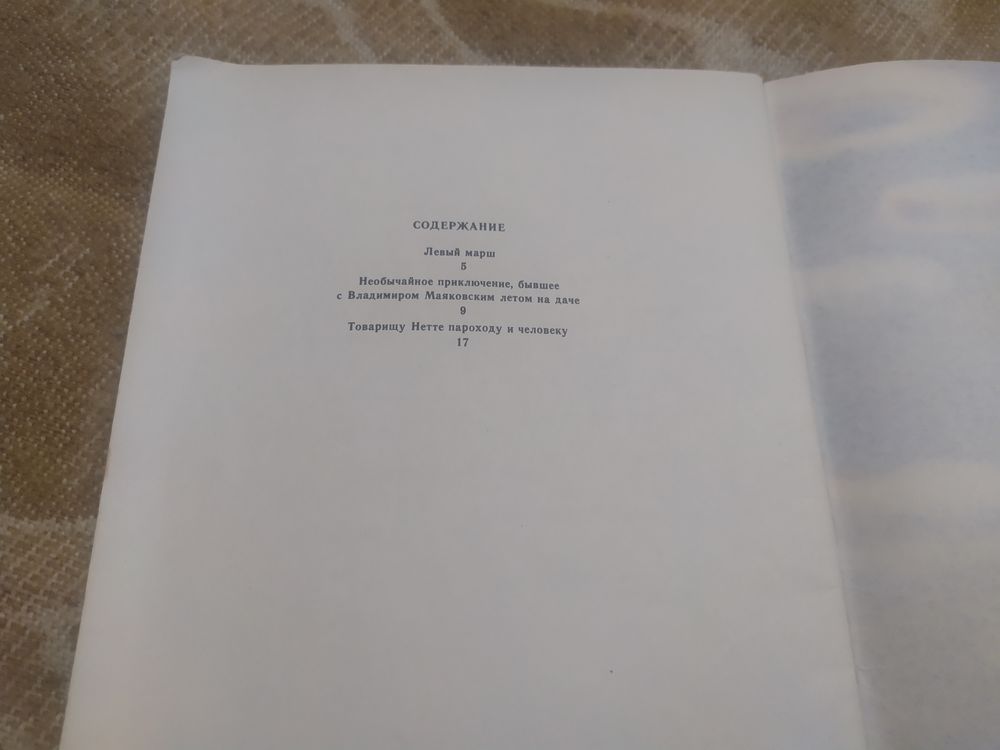 СОДЕРЖАНИЕ
Левый марш
5
Необычайное приключение, бывшее
с Владимиром Маяковским летом на даче
9
Товарищу Нетте пароходу и человеку
17